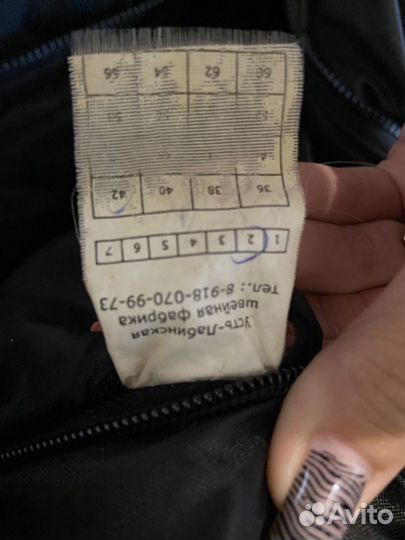 Усть-Лабинская
швейная фабрика
тел.: 8-918-070-99-73
1 2 3 4 5 6 7
36 38 40 42
60 62 54 56
Avito